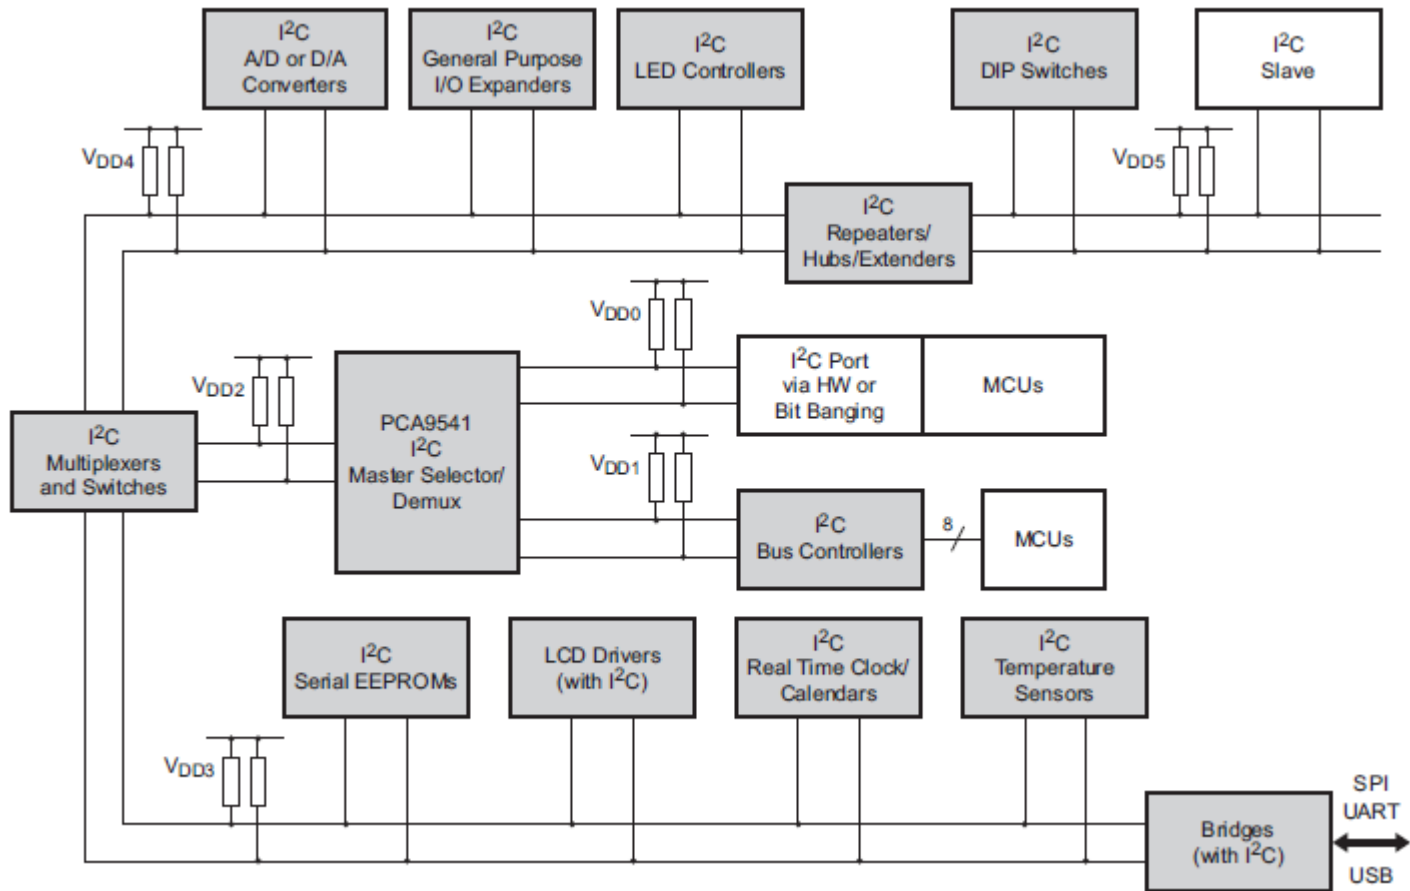 I²C
A/D or D/A
Converters
I²C
General Purpose
I/O Expanders
I²C
LED Controllers
I²C
DIP Switches
I²C
Slave
VDD4
VDD5
I²C
Repeaters/
Hubs/Extenders
VDD0
I²C Port
via HW or
Bit Banging
MCUs
VDD2
PCA9541
I²C
Master Selector/
Demux
I²C
Multiplexers
and Switches
VDD1
I²C
Bus Controllers
8
MCUs
I²C
Serial EEPROMs
LCD Drivers
(with I²C)
I²C
Real Time Clock/
Calendars
I²C
Temperature
Sensors
VDD3
Bridges
(with I²C)
SPI
UART
USB